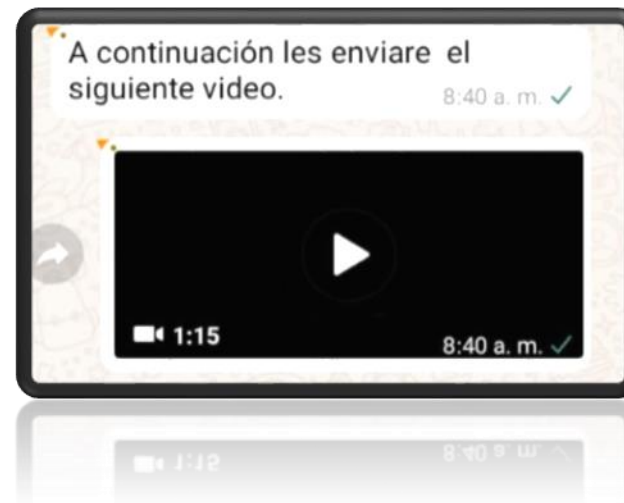 A continuación les enviare el
siguiente video.
8:40 a. m.
1:15
8:40 a. m.